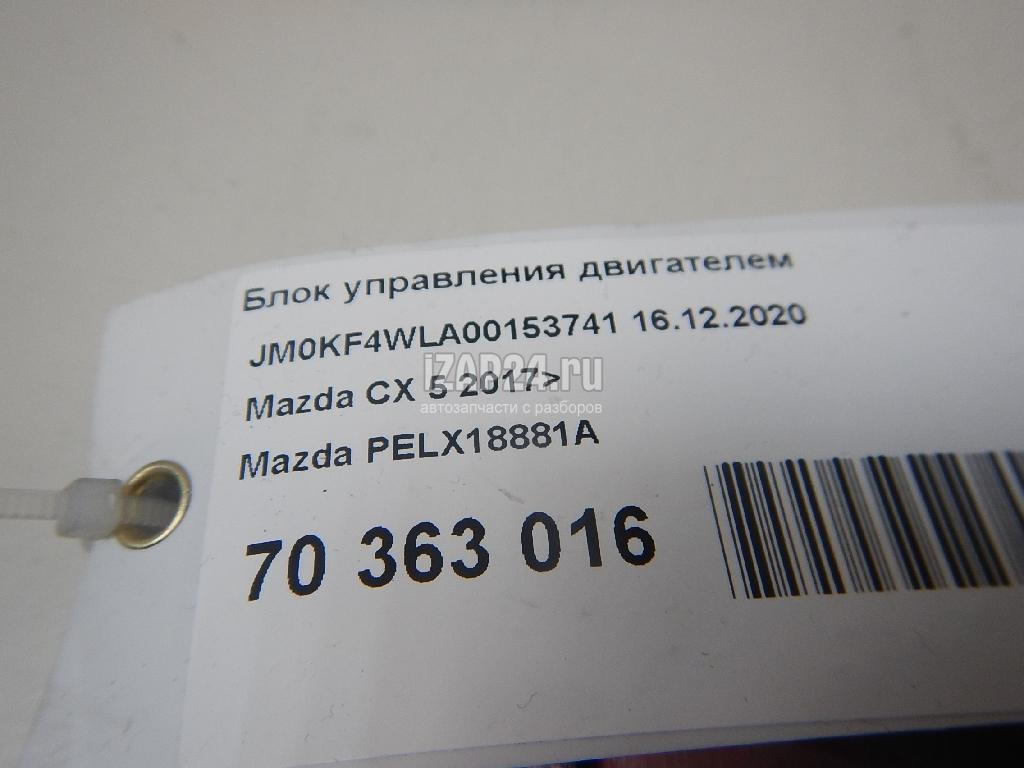 Блок управления двигателем
JM0KF4WLA00153741 16.12.2020
iZAP24.ru
Mazda CX 5 2017>
автозапчасти с разборов
Mazda PELX18881A
70 363 016